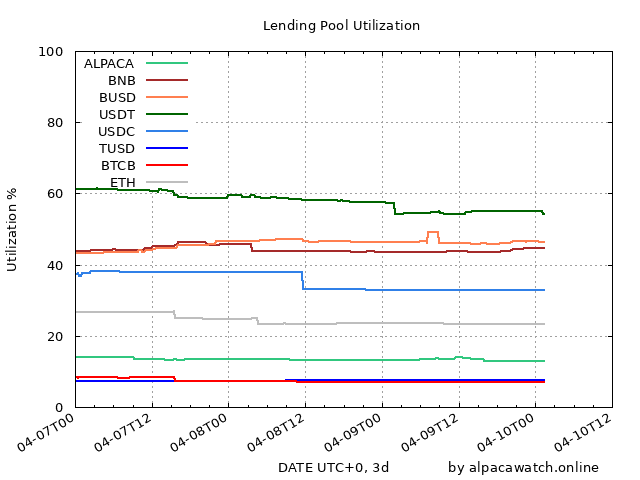 Lending Pool Utilization
Utilization %
100
80
60
40
20
0
ALPACA
BNB
BUSD
USDT
USDC
TUSD
BTCB
ETH
04-07T00
04-07T12
04-08T00
04-08T12
04-09T00
04-09T12
04-10T00
04-10T12
DATE UTC+0, 3d
by alpacawatch.online